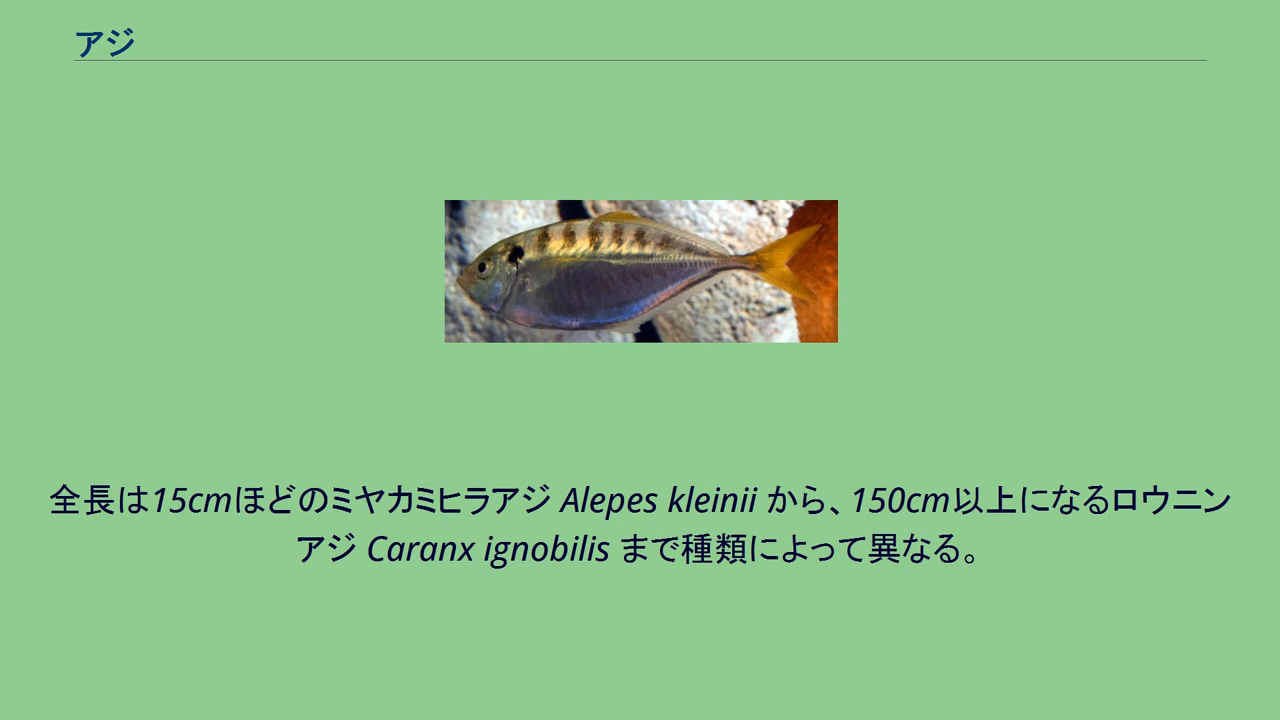 アジ
全長は15cmほどのミヤカミヒラアジ Alepes kleinii から、150cm以上になるロウニン
アジ Caranx ignobilis まで種類によって異なる。